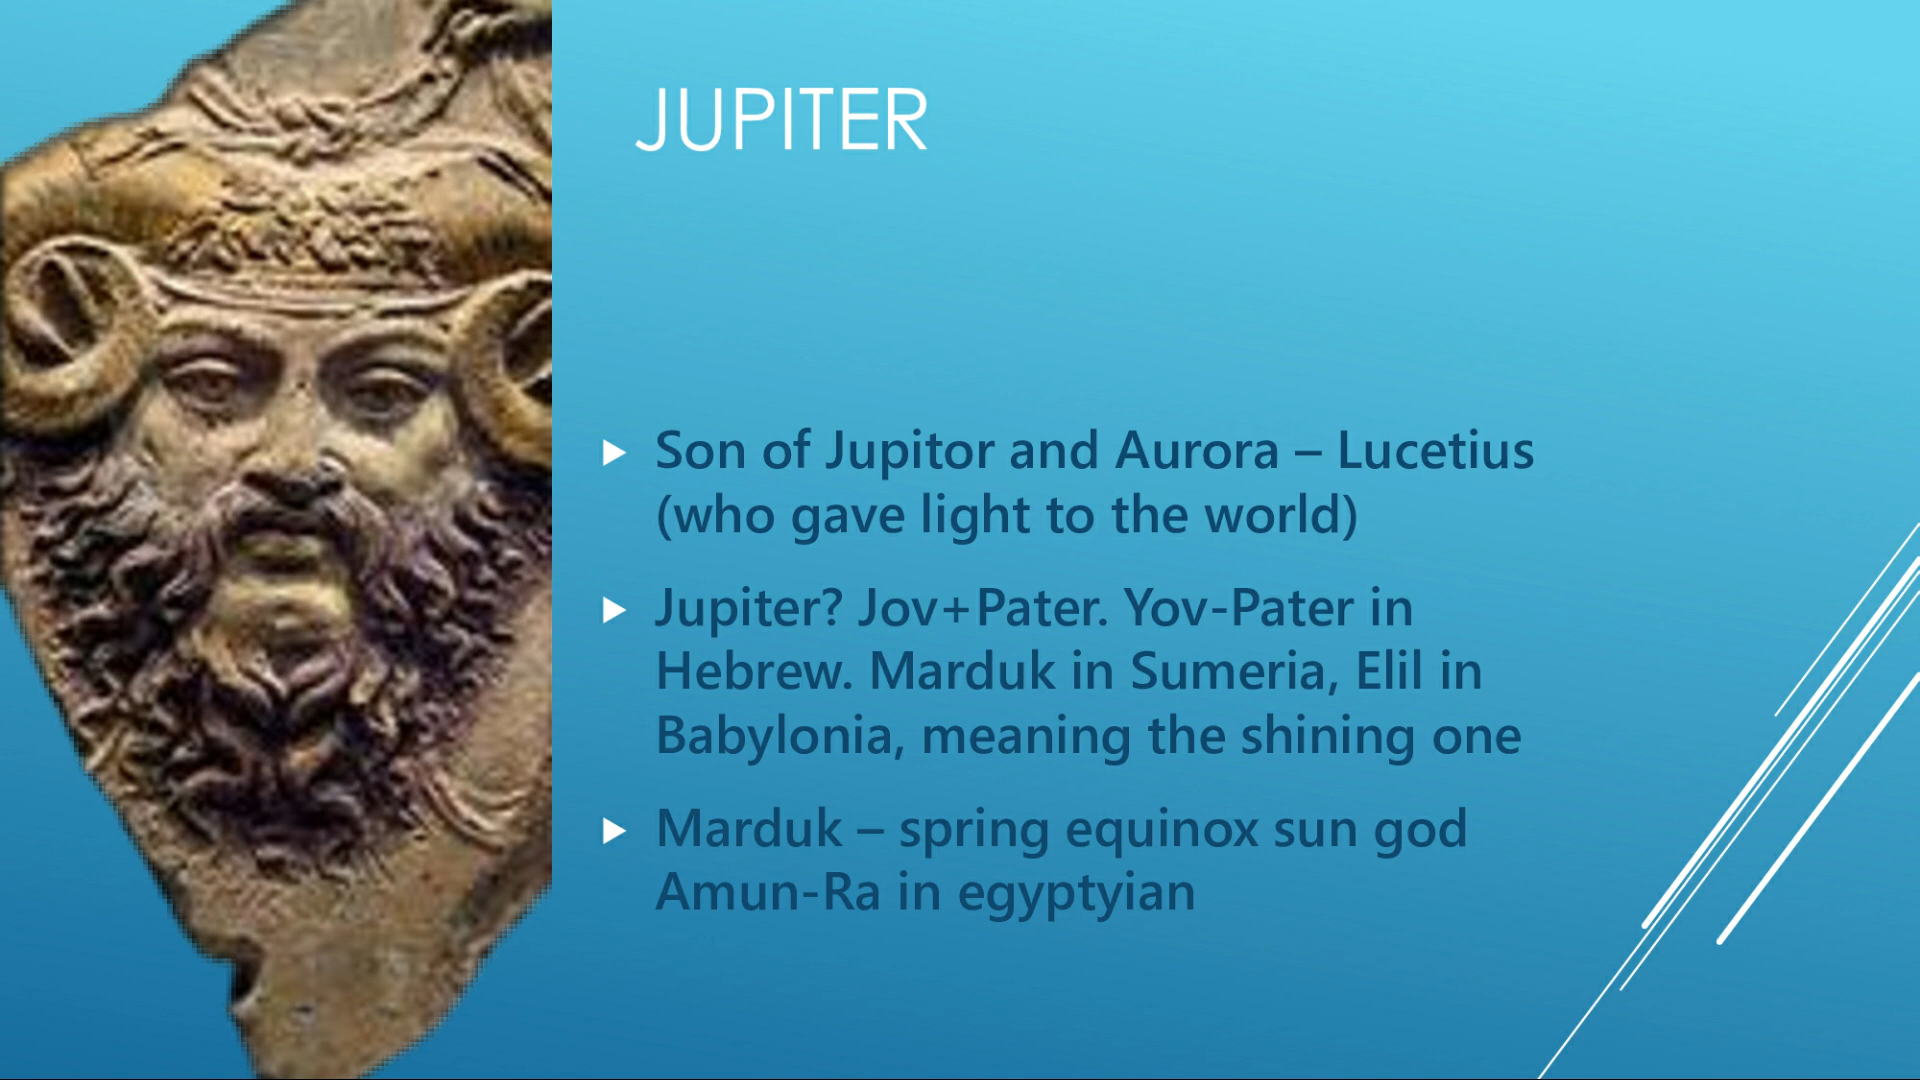 JUPITER
Son of Jupitor and Aurora – Lucetius
(who gave light to the world)
Jupiter? Jov+Pater. Yov-Pater in
Hebrew. Marduk in Sumeria, Elil in
Babylonia, meaning the shining one
Marduk – spring equinox sun god
Amun-Ra in egyptyian